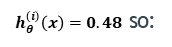 h_θ^{(i)}(x) = 0.48 so: